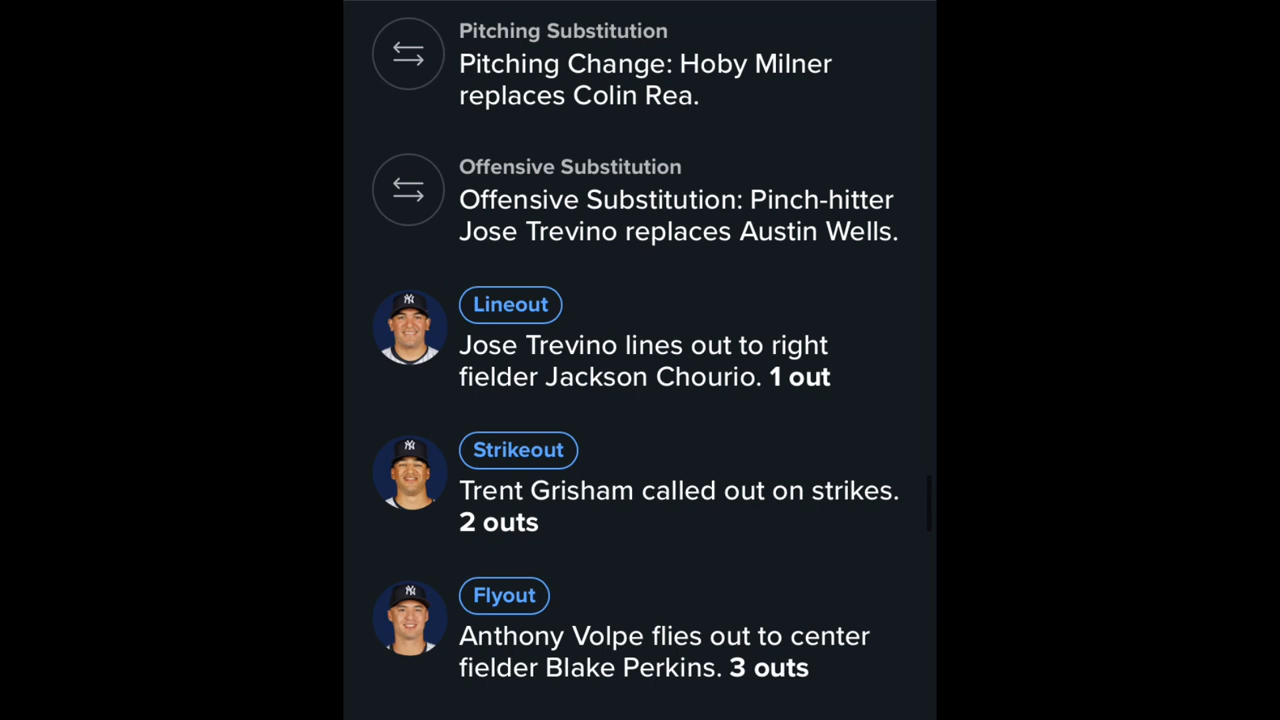 Pitching Substitution
Pitching Change: Hoby Milner
replaces Colin Rea.
Offensive Substitution
Offensive Substitution: Pinch-hitter
Jose Trevino replaces Austin Wells.
Lineout
Jose Trevino lines out to right
fielder Jackson Chourio. 1 out
Strikeout
Trent Grisham called out on strikes.
2 outs
Flyout
Anthony Volpe flies out to center
fielder Blake Perkins. 3 outs